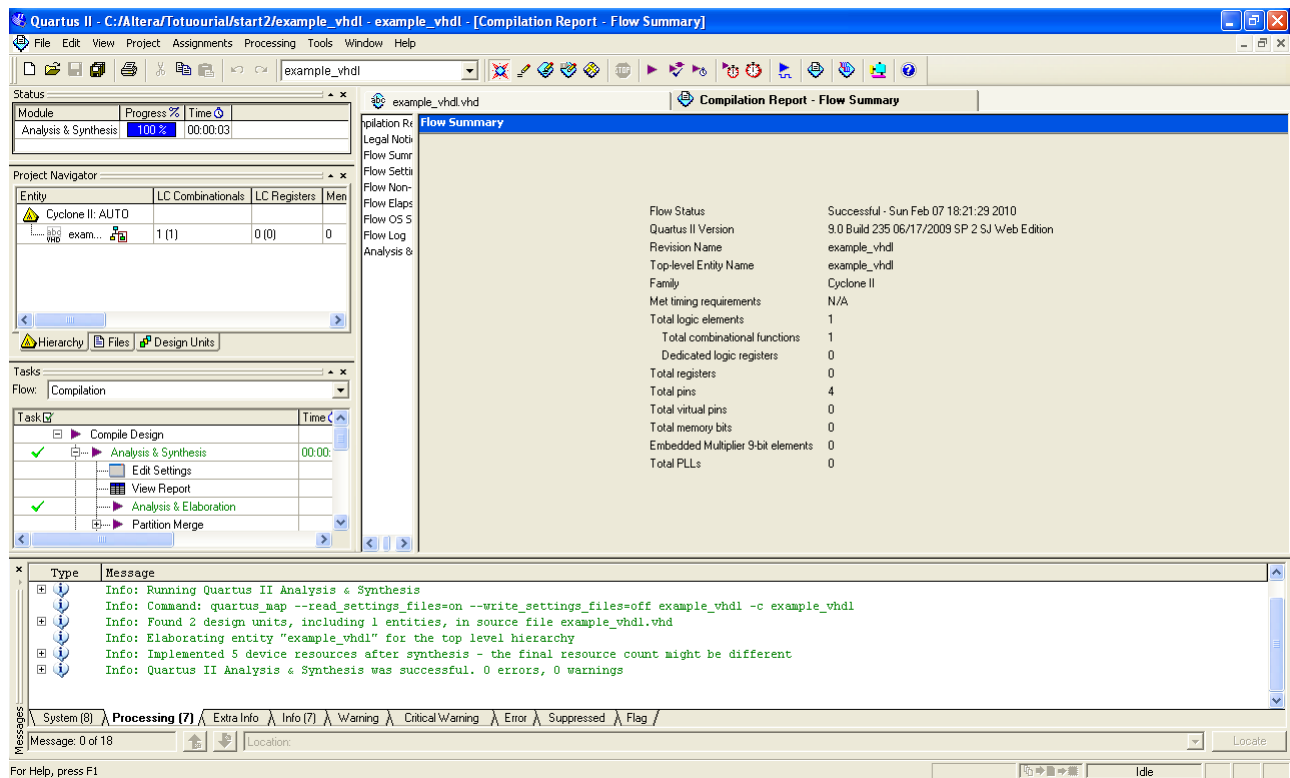 Quartus II - C:/Altera/Totuourial/start2/example_vhdl - example_vhdl - [Compilation Report - Flow Summary]
File Edit View Project Assignments Processing Tools Window Help
example_vhdl
Status
Module Progress % Time
Analysis & Synthesis 100 % 00:00:03
Project Navigator
Entity LC Combinationals LC Registers Men
Cyclone II: AUTO
abc VHD exam... 1 (1) 0 (0) 0
Hierarchy Files Design Units
Tasks
Flow: Compilation
Task Time
Compile Design
Analysis & Synthesis 00:00:
Edit Settings
View Report
Analysis & Elaboration
Partition Merge
example_vhdl.vhd
Compilation Report - Flow Summary
npilation Re
Legal Noti
Flow Sumr
Flow Setti
Flow Non-
Flow Elaps
Flow OS S
Flow Log
Analysis &
Flow Summary
Flow Status Successful - Sun Feb 07 18:21:29 2010
Quartus II Version 9.0 Build 235 06/17/2009 SP 2 SJ Web Edition
Revision Name example_vhdl
Top-level Entity Name example_vhdl
Family Cyclone II
Met timing requirements N/A
Total logic elements 1
Total combinational functions 1
Dedicated logic registers 0
Total registers 0
Total pins 4
Total virtual pins 0
Total memory bits 0
Embedded Multiplier 9-bit elements 0
Total PLLs 0
Type Message
Info: Running Quartus II Analysis & Synthesis
Info: Command: quartus_map --read_settings_files=on --write_settings_files=off example_vhdl -c example_vhdl
Info: Found 2 design units, including 1 entities, in source file example_vhdl.vhd
Info: Elaborating entity "example_vhdl" for the top level hierarchy
Info: Implemented 5 device resources after synthesis - the final resource count might be different
Info: Quartus II Analysis & Synthesis was successful. 0 errors, 0 warnings
System (8) Processing (7) Extra Info Info (7) Warning Critical Warning Error Suppressed Flag
Messages
Message: 0 of 18 Location: Locate
For Help, press F1 Idle